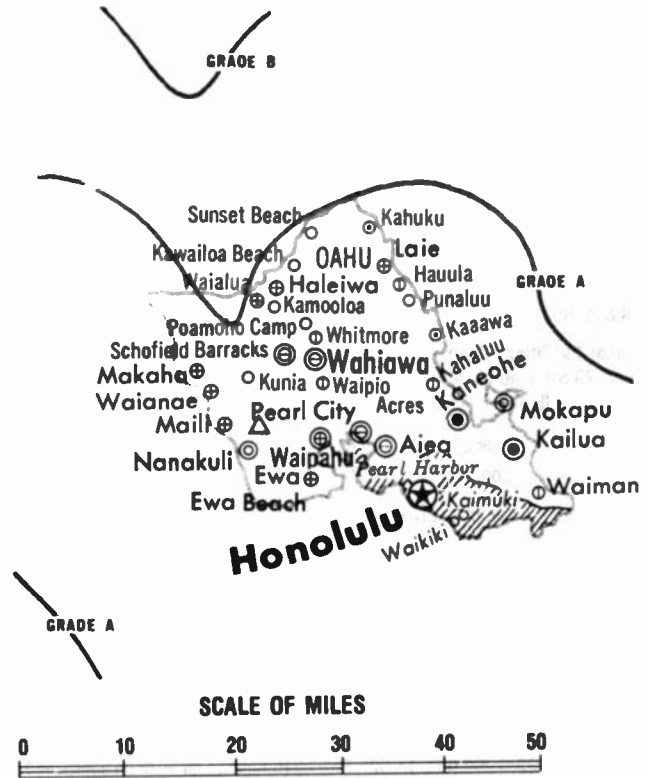 GRADE B
Sunset Beach
Kahuku
Kawailoa Beach
OAHU
Laie
Waialua
Haleiwa
Hauula
GRADE A
Kamooloa
Punaluu
Poamoho Camp
Whitmore
Kaaawa
Schofield Barracks
Wahiawa
Kahaluu
Makaha
Kunia
Waipio
Acres
Kaneohe
Waianae
Mokapu
Pearl City
Maili
Aiea
Kailua
Nanakuli
Waipahu
Pearl Harbor
Ewa
Waiman
Ewa Beach
Kaimuki
Honolulu
Waikiki
GRADE A
SCALE OF MILES
0 10 20 30 40 50